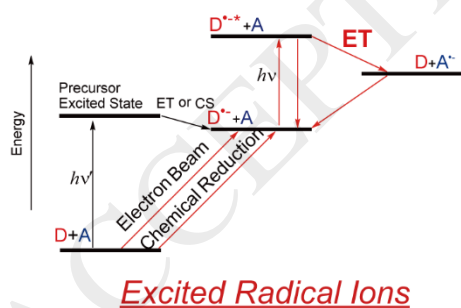 D•-*+A
ET
hν
D+A•-
Precursor
Excited State
ET or CS
D•-+A
Energy
hν'
Electron Beam
Chemical Reduction
D+A
Excited Radical Ions